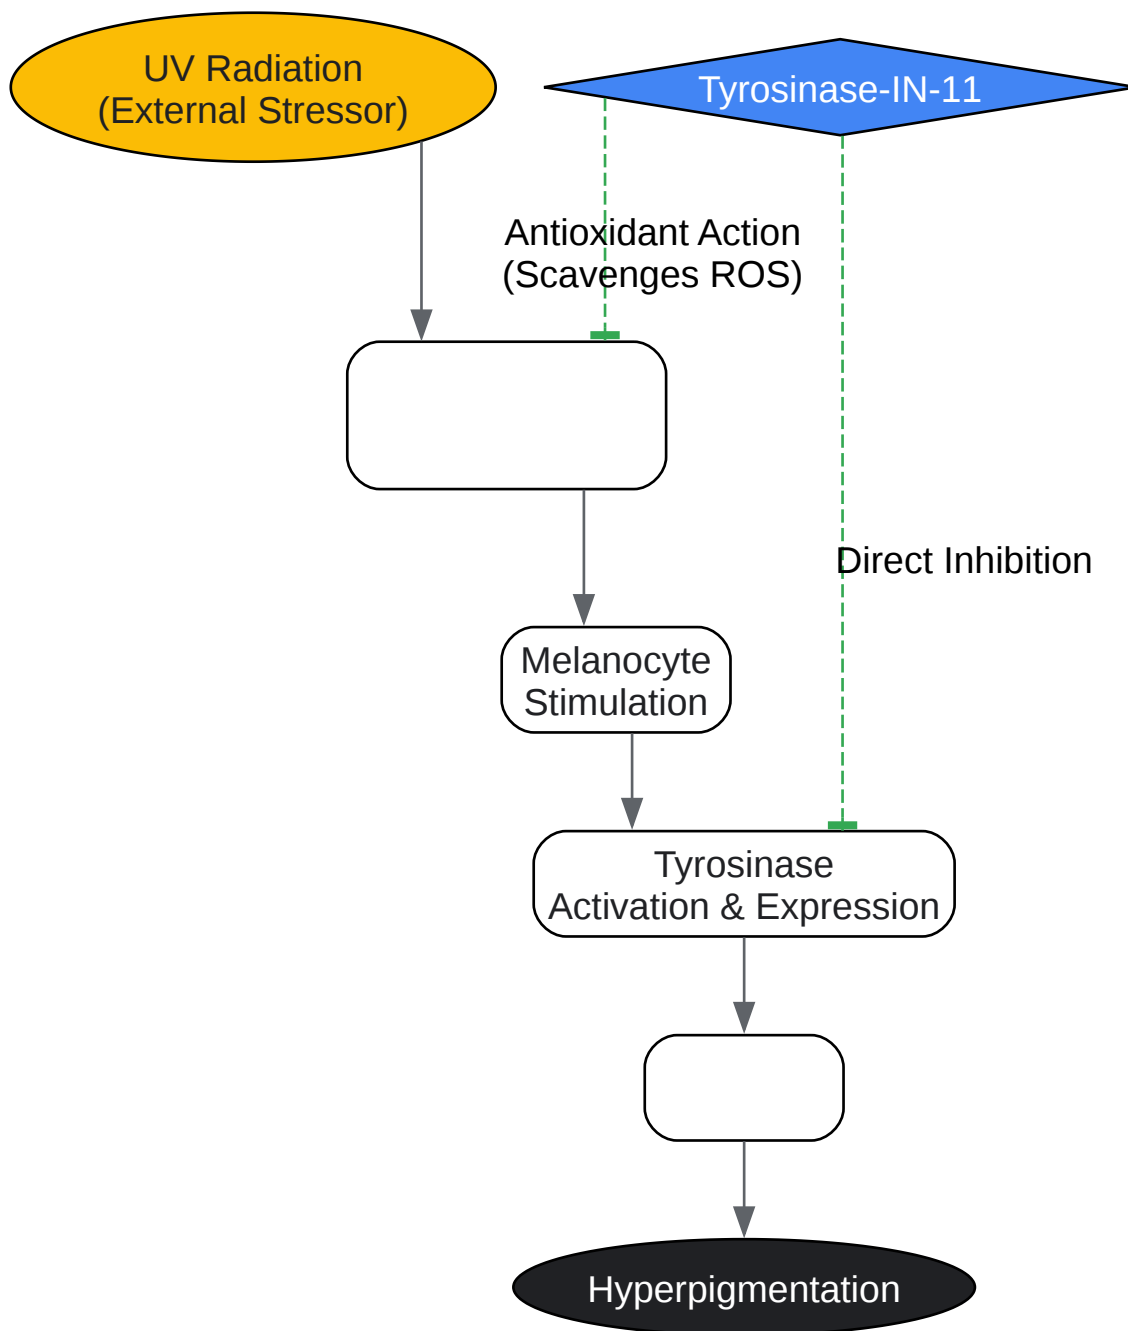 UV Radiation
(External Stressor)
Tyrosinase-IN-11
Antioxidant Action
(Scavenges ROS)
Direct Inhibition
Melanocyte
Stimulation
Tyrosinase
Activation & Expression
Hyperpigmentation